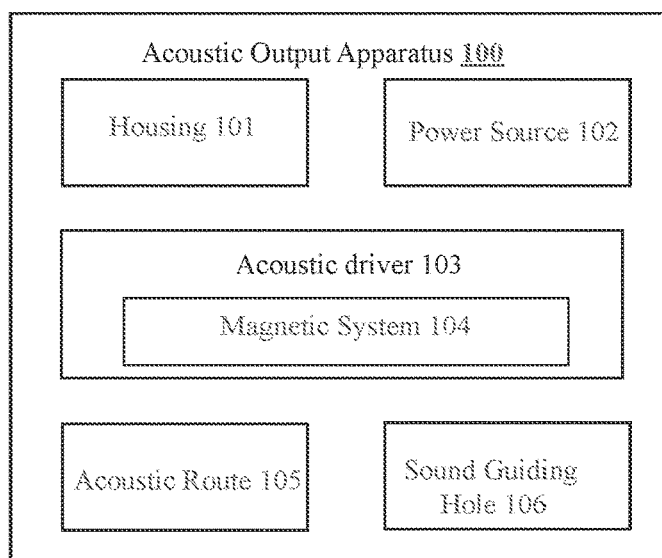 Acoustic Output Apparatus 100
Housing 101
Power Source 102
Acoustic driver 103
Magnetic System 104
Acoustic Route 105
Sound Guiding
Hole 106